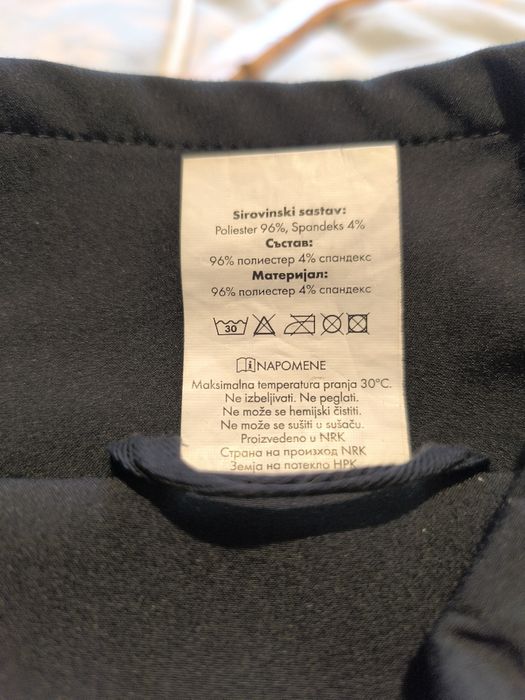 Sirovinski sastav:
Poliester 96%, Spandeks 4%
Състав:
96% полиестер 4% спандекс
Материјал:
96% полиестер 4% спандекс
30
NAPOMENE
Maksimalna temperatura pranja 30°C.
Ne izbeljivati. Ne peglati.
Ne može se hemijski čistiti.
Ne može se sušiti u sušaču.
Proizvedeno u NRK
Страна на произход NRK
Земја на потекло НРК